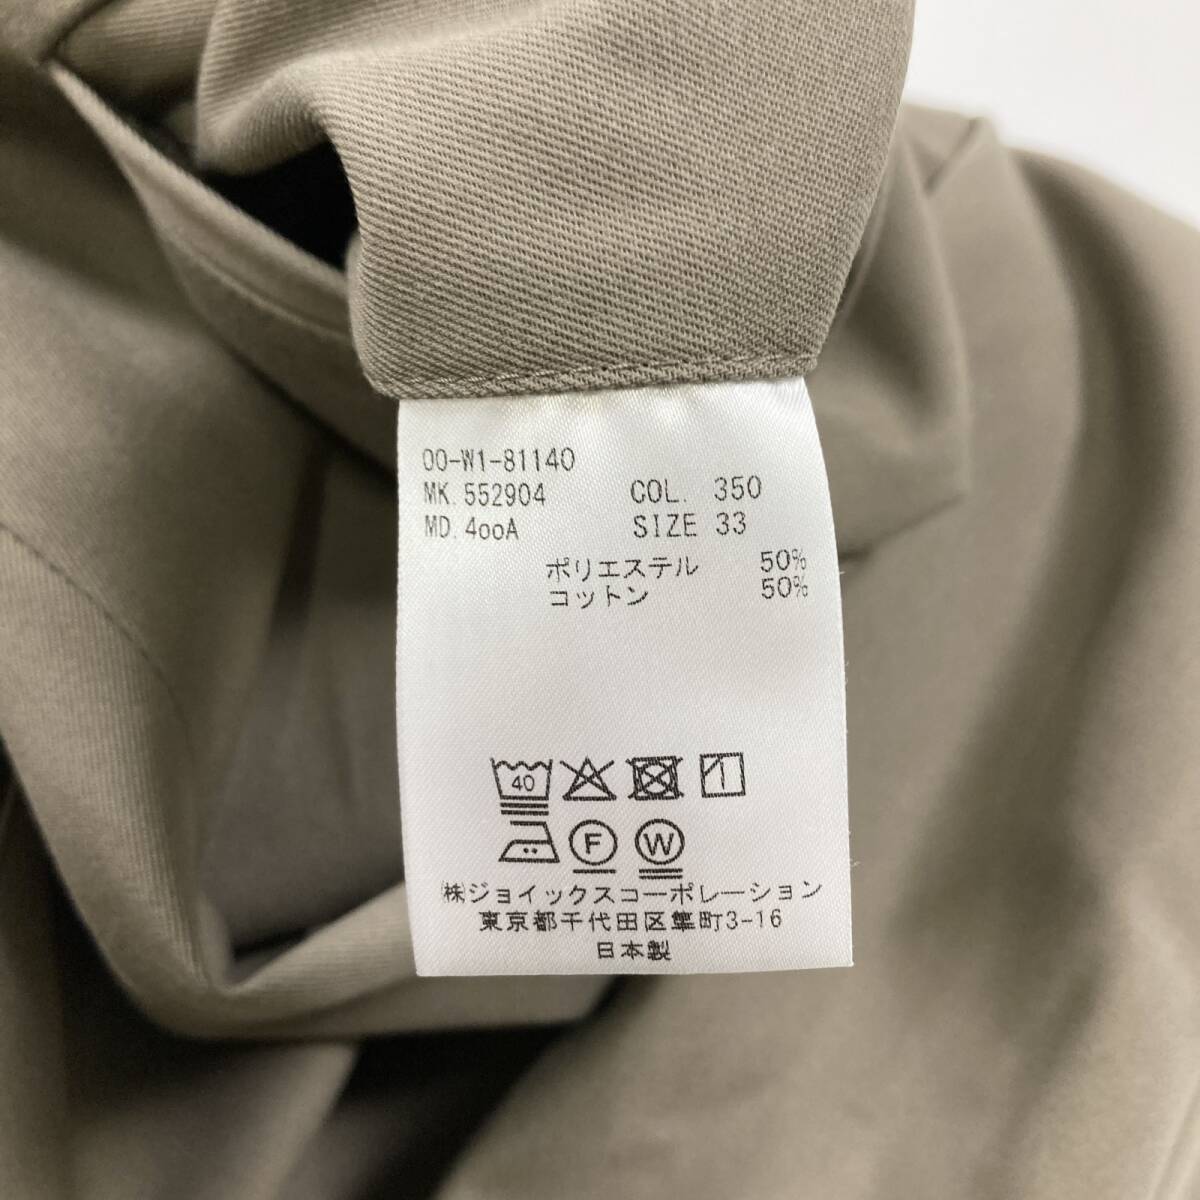 00-W1-81140
MK. 552904 COL. 350
MD. 4ooA SIZE 33
ポリエステル 50%
コットン 50%
40
F W
㈱ジョイックスコーポレーション
東京都千代田区隼町3-16
日本製